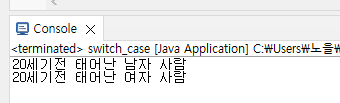 Console
<terminated> switch_case [Java Application] C:₩Users₩노을₩
20세기전 태어난 남자 사람
20세기전 태어난 여자 사람